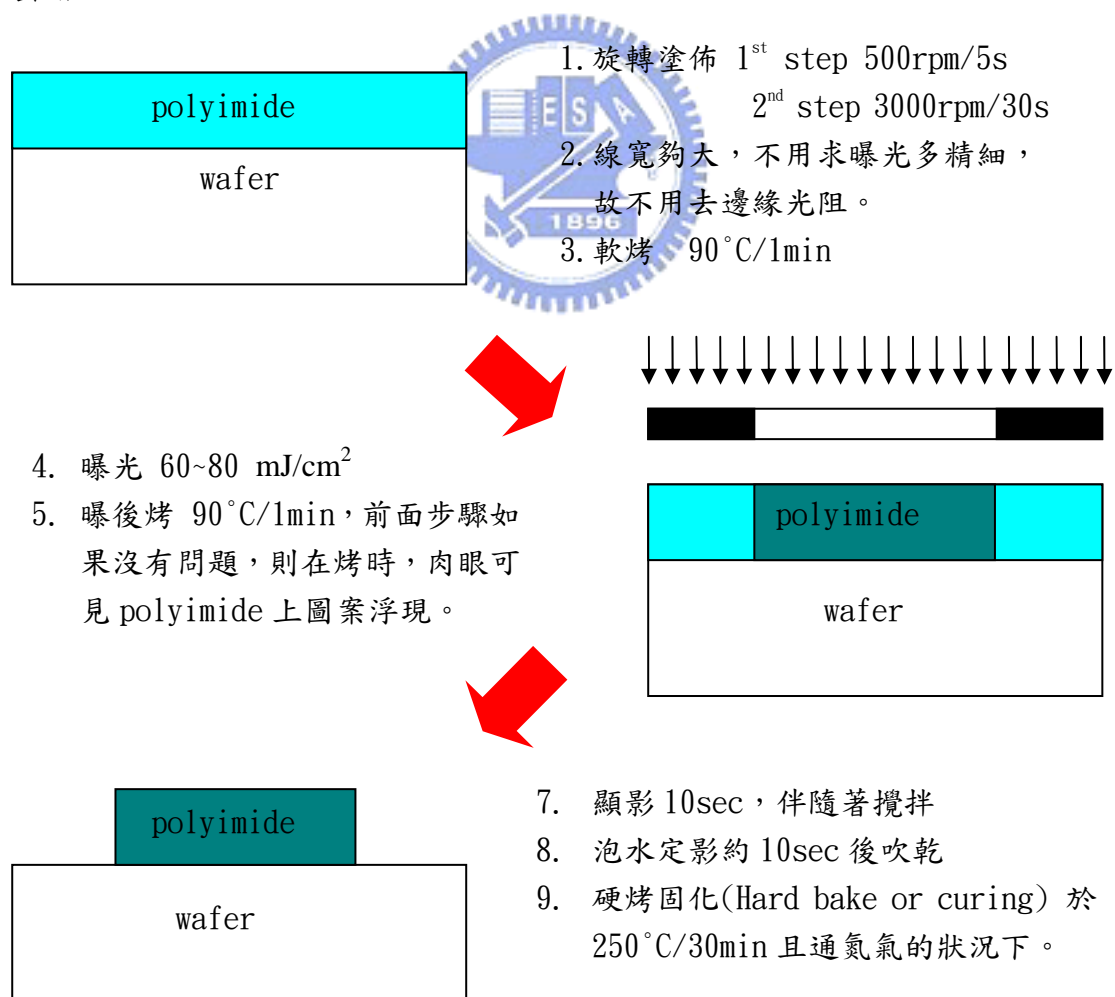 polyimide
wafer
1.旋轉塗佈 1st step 500rpm/5s
2nd step 3000rpm/30s
2.線寬夠大，不用求曝光多精細，
故不用去邊緣光阻。
3.軟烤 90°C/1min
E S
1896
4. 曝光 60~80 mJ/cm²
5. 曝後烤 90°C/1min，前面步驟如
果沒有問題，則在烤時，肉眼可
見 polyimide 上圖案浮現。
polyimide
wafer
polyimide
wafer
7. 顯影 10sec，伴隨著攪拌
8. 泡水定影約 10sec 後吹乾
9. 硬烤固化(Hard bake or curing) 於
250°C/30min 且通氮氣的狀況下。